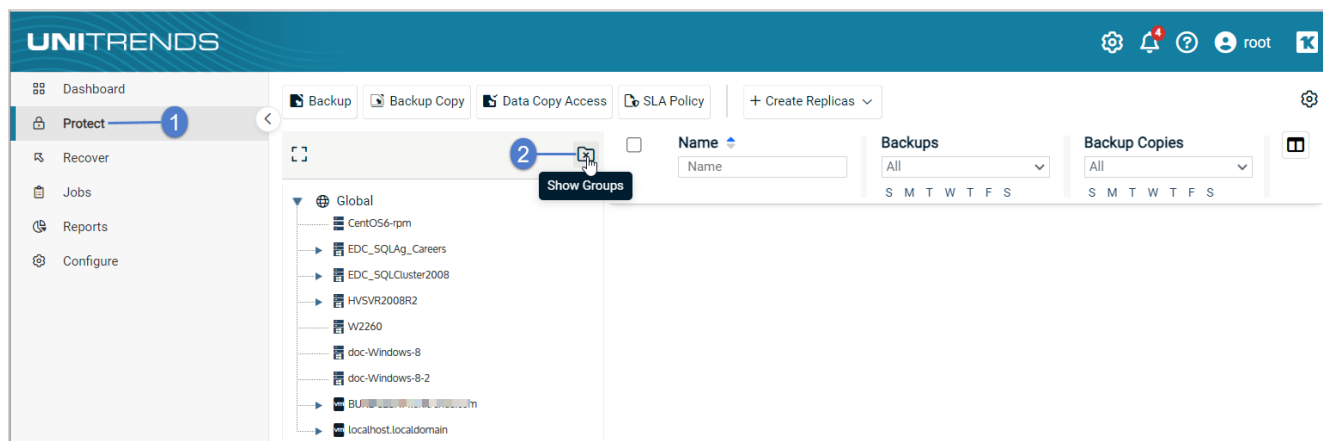 UNITRENDS
4
root
Dashboard
Protect
1
Recover
Jobs
Reports
Configure
Backup
Backup Copy
Data Copy Access
SLA Policy
+ Create Replicas
2
Show Groups
Name
Name
Backups
All
S M T W T F S
Backup Copies
All
S M T W T F S
Global
CentOS6-rpm
EDC_SQLAg_Careers
EDC_SQLCluster2008
HVSVR2008R2
W2260
doc-Windows-8
doc-Windows-8-2
vm
vm localhost.localdomain